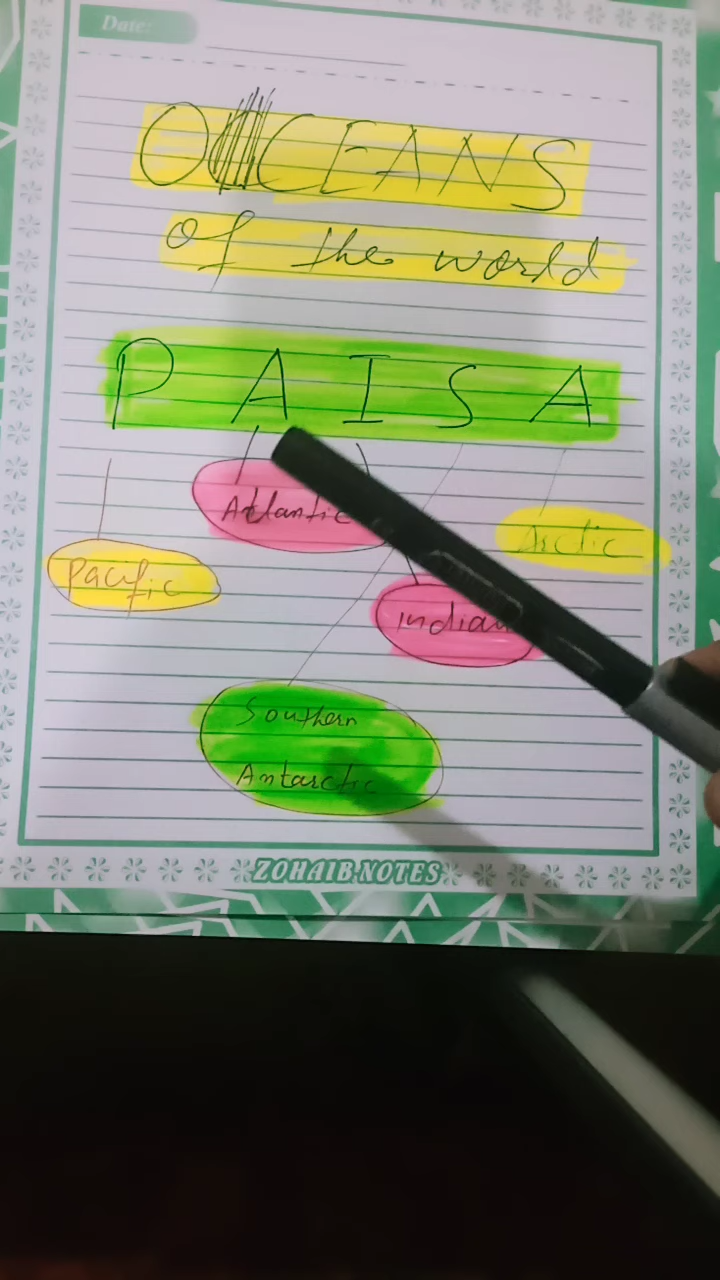 Date:
OCEANS
of the world
P A I S A
Atlantic
Arctic
Pacific
indian
Southern
Antarctic
ZOHAIB NOTES